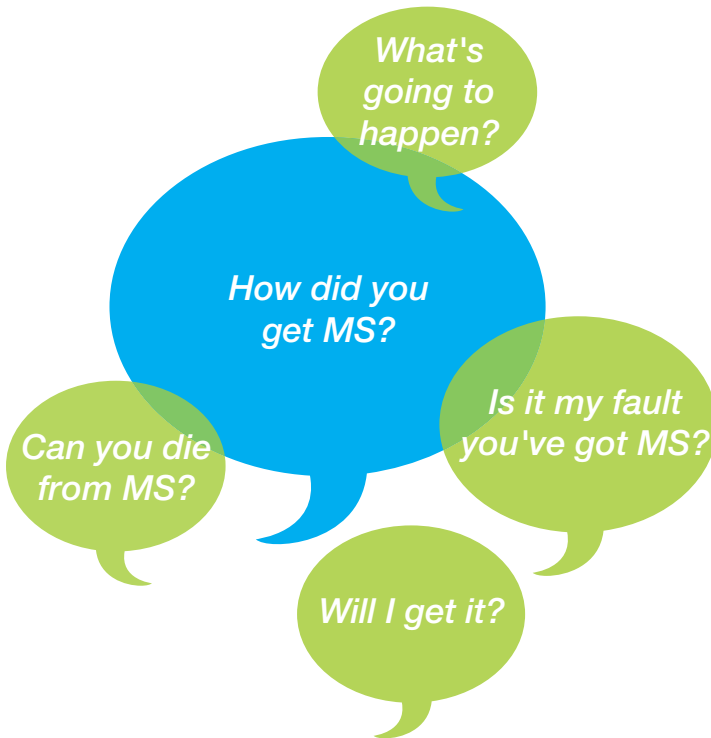 What's
going to
happen?
How did you
get MS?
Is it my fault
you've got MS?
Can you die
from MS?
Will I get it?